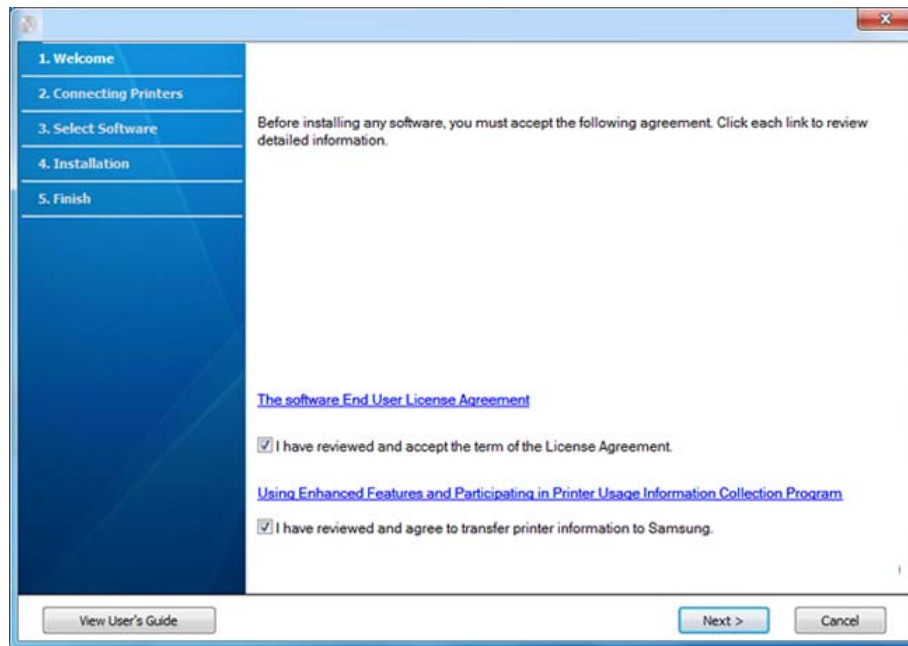 1. Welcome
2. Connecting Printers
3. Select Software
4. Installation
5. Finish
Before installing any software, you must accept the following agreement. Click each link to review
detailed information.
The software End User License Agreement
I have reviewed and accept the term of the License Agreement.
Using Enhanced Features and Participating in Printer Usage Information Collection Program
I have reviewed and agree to transfer printer information to Samsung.
View User's Guide
Next >
Cancel